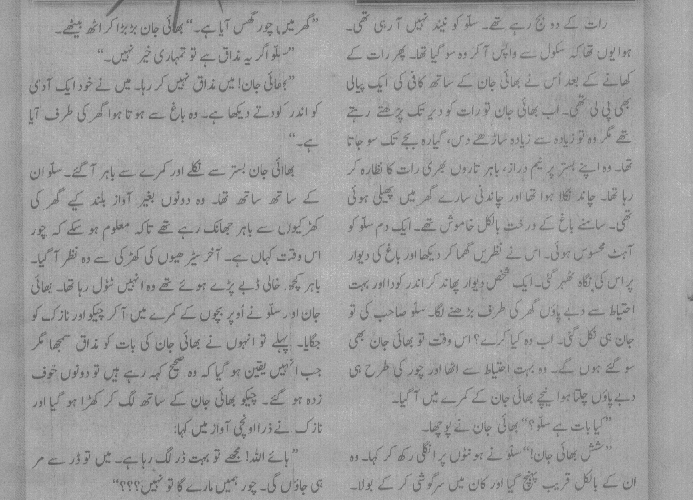 رات کے دو بج رہے تھے۔ سلّو کو نیند نہیں آ رہی تھی۔
ہوا یوں تھا کہ سکول سے واپس آ کر وہ سو گیا تھا۔ پھر رات کے
کھانے کے بعد اُس نے بھائی جان کے ساتھ کافی کی ایک پیالی
بھی پی لی تھی۔ اب بھائی جان تو رات کو دیر تک پڑھتے رہتے
تھے مگر وہ تو زیادہ سے زیادہ ساڑھے دس، گیارہ بجے تک سو جاتا
تھا۔ وہ اپنے بستر پر نیم دراز، باہر تاروں بھری رات کا نظارہ کر
رہا تھا۔ چاند نکلا ہوا تھا اور چاندنی سارے گھر میں پھیلی ہوئی
تھی۔ سامنے باغ کے درخت بالکل خاموش تھے۔ ایک دم سلّو کو
آہٹ محسوس ہوئی۔ اس نے نظریں گھما کر دیکھا اور باغ کی دیوار
پر اس کی نگاہ ٹھہر گئی۔ ایک شخص دیوار پھاند کر اندر کودا اور بہت
احتیاط سے دبے پاؤں گھر کی طرف بڑھنے لگا۔ سلّو صاحب کی تو
جان ہی نکل گئی۔ اب وہ کیا کرے؟ اس وقت تو بھائی جان بھی
سو گئے ہوں گے۔ وہ بہت احتیاط سے اٹھا اور چور کی طرح ہی
دبے پاؤں چلتا ہوا نیچے بھائی جان کے کمرے میں آ گیا۔
”کیا بات ہے سلّو؟“ بھائی جان نے پوچھا۔
”شش بھائی جان!“ سلّو نے ہونٹوں پر انگلی رکھ کر کہا۔ وہ
ان کے بالکل قریب پہنچ گیا اور کان میں سرگوشی کر کے بولا۔
”گھر میں چور گھس آیا ہے۔“ بھائی جان ہڑبڑا کر اٹھ بیٹھے۔
”سلّو اگر یہ مذاق ہے تو تمہاری خیر نہیں۔“
”بھائی جان! میں مذاق نہیں کر رہا۔ میں نے خود ایک آدمی
کو اندر کودتے دیکھا ہے۔ وہ باغ سے ہوتا ہوا گھر کی طرف آیا
ہے۔“
بھائی جان بستر سے نکلے اور کمرے سے باہر آ گئے۔ سلّو ان
کے ساتھ ساتھ تھا۔ وہ دونوں بغیر آواز بلند کیے گھر کی
کھڑکیوں سے باہر جھانک رہے تھے تاکہ معلوم ہو سکے کہ چور
اس وقت کہاں ہے۔ آخر سیڑھیوں کی کھڑکی سے وہ نظر آ گیا۔
باہر کچھ خالی ڈبے پڑے ہوئے تھے وہ انہیں ٹٹول رہا تھا۔ بھائی
جان اور سلّو نے اوپر بچوں کے کمرے میں آ کر چیکو اور نازک کو
جگایا۔ پہلے تو انہوں نے بھائی جان کی بات کو مذاق سمجھا مگر
جب انہیں یقین ہو گیا کہ وہ صحیح کہہ رہے ہیں تو دونوں خوف
زدہ ہو گئے۔ چیکو بھائی جان کے ساتھ لگ کر کھڑا ہو گیا اور
نازک نے ذرا اونچی آواز میں کہا:
”ہائے اللہ! مجھے تو بہت ڈر لگ رہا ہے۔ میں تو ڈر سے مر
ہی جاؤں گی۔ چور ہمیں مارے گا تو نہیں؟؟؟“